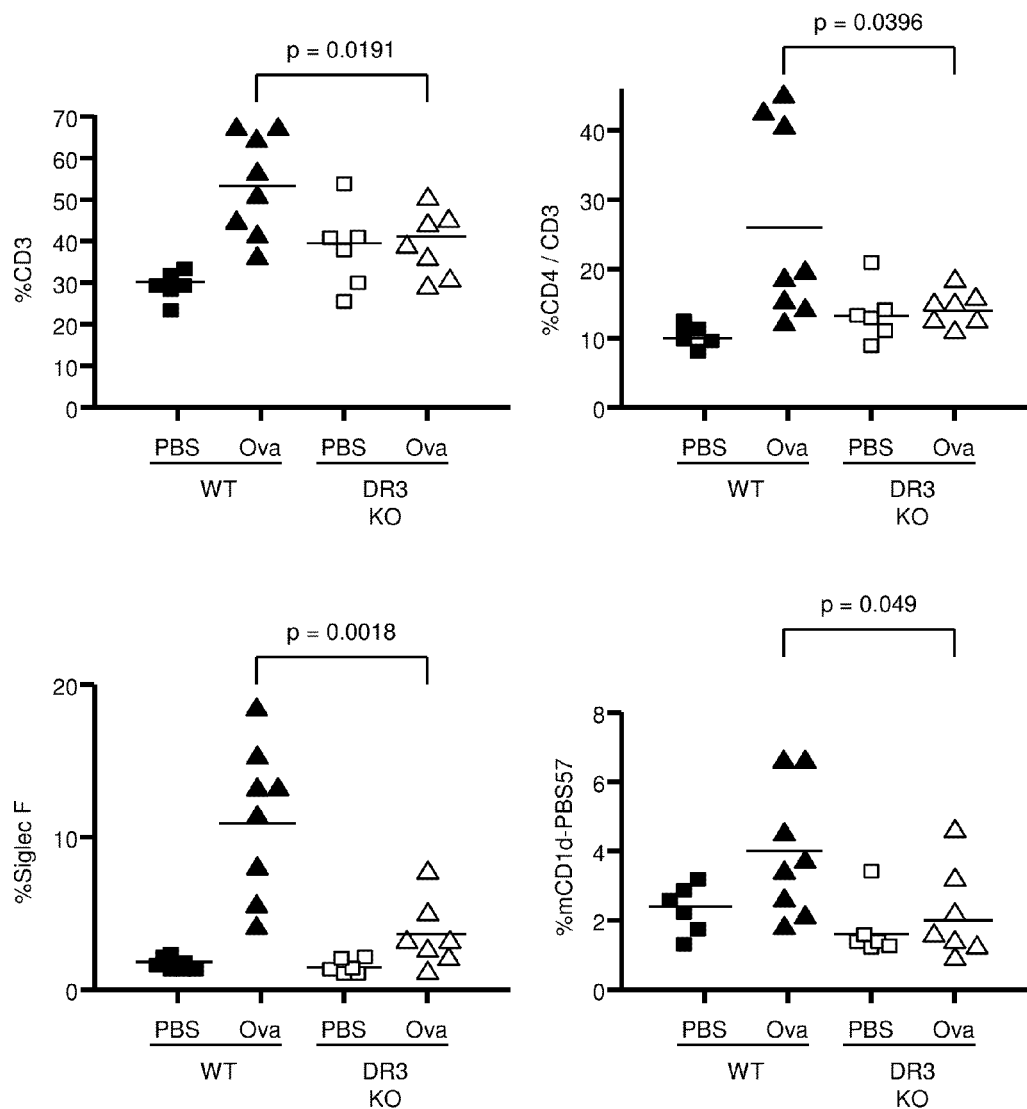 p = 0.0191
%CD3
70
60
50
40
30
20
10
0
PBS Ova PBS Ova
WT DR3
KO
p = 0.0396
%CD4 / CD3
40
30
20
10
0
PBS Ova PBS Ova
WT DR3
KO
p = 0.0018
%Siglec F
20
10
0
PBS Ova PBS Ova
WT DR3
KO
p = 0.049
%mCD1d-PBS57
8
6
4
2
0
PBS Ova PBS Ova
WT DR3
KO